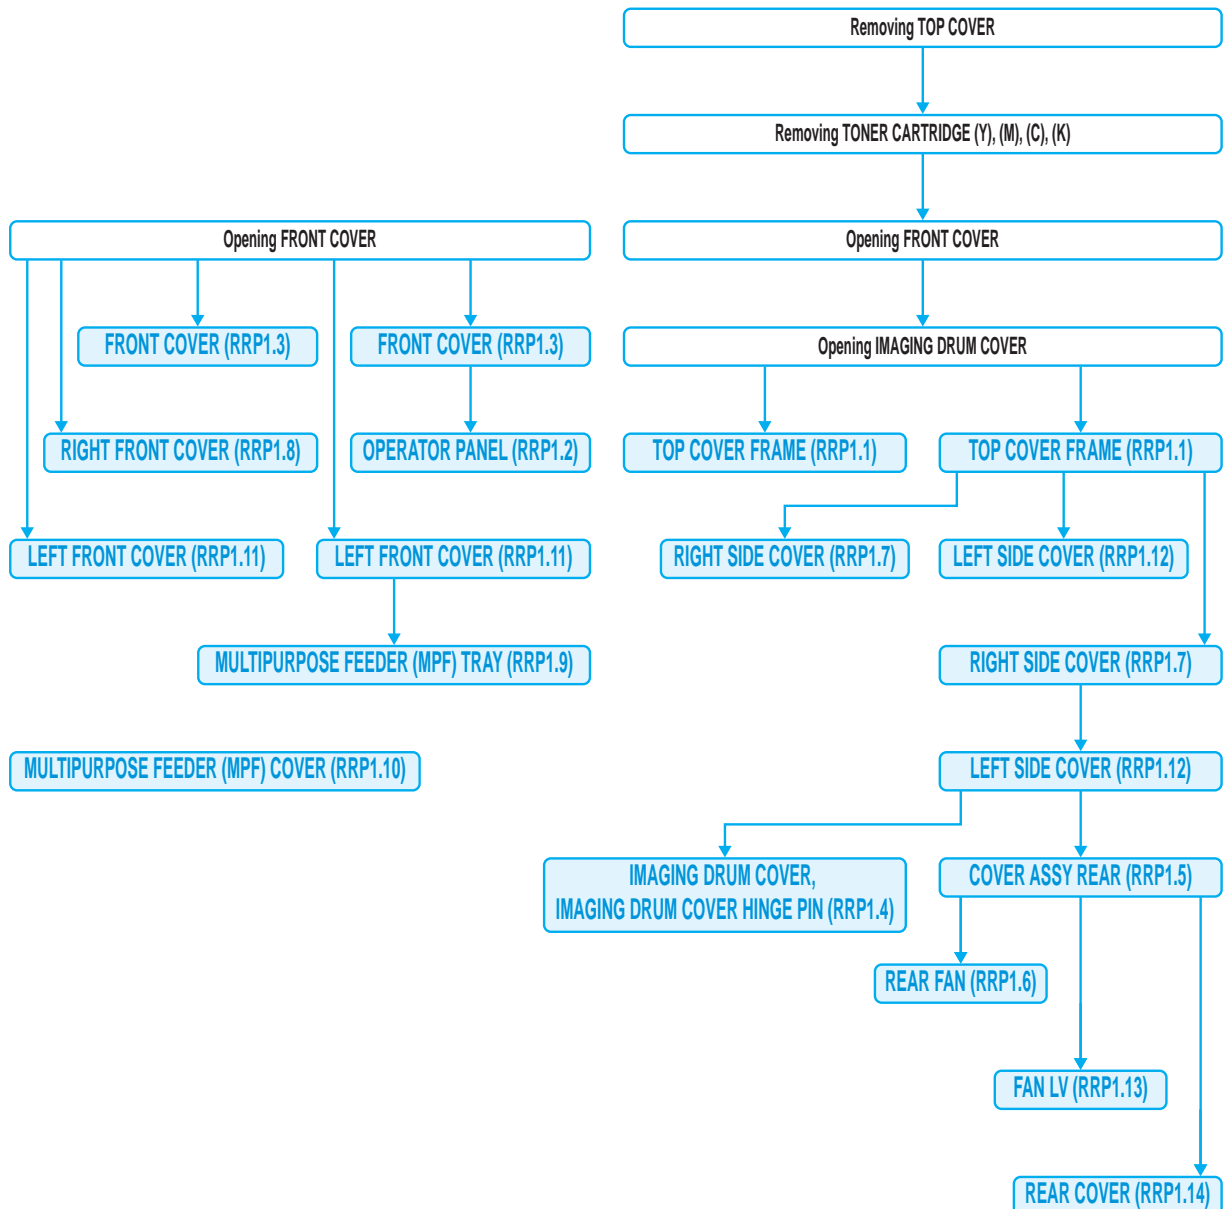 Removing TOP COVER
Removing TONER CARTRIDGE (Y), (M), (C), (K)
Opening FRONT COVER
Opening FRONT COVER
FRONT COVER (RRP1.3)
FRONT COVER (RRP1.3)
Opening IMAGING DRUM COVER
RIGHT FRONT COVER (RRP1.8)
OPERATOR PANEL (RRP1.2)
TOP COVER FRAME (RRP1.1)
TOP COVER FRAME (RRP1.1)
LEFT FRONT COVER (RRP1.11)
LEFT FRONT COVER (RRP1.11)
RIGHT SIDE COVER (RRP1.7)
LEFT SIDE COVER (RRP1.12)
MULTIPURPOSE FEEDER (MPF) TRAY (RRP1.9)
RIGHT SIDE COVER (RRP1.7)
MULTIPURPOSE FEEDER (MPF) COVER (RRP1.10)
LEFT SIDE COVER (RRP1.12)
IMAGING DRUM COVER,
IMAGING DRUM COVER HINGE PIN (RRP1.4)
COVER ASSY REAR (RRP1.5)
REAR FAN (RRP1.6)
FAN LV (RRP1.13)
REAR COVER (RRP1.14)